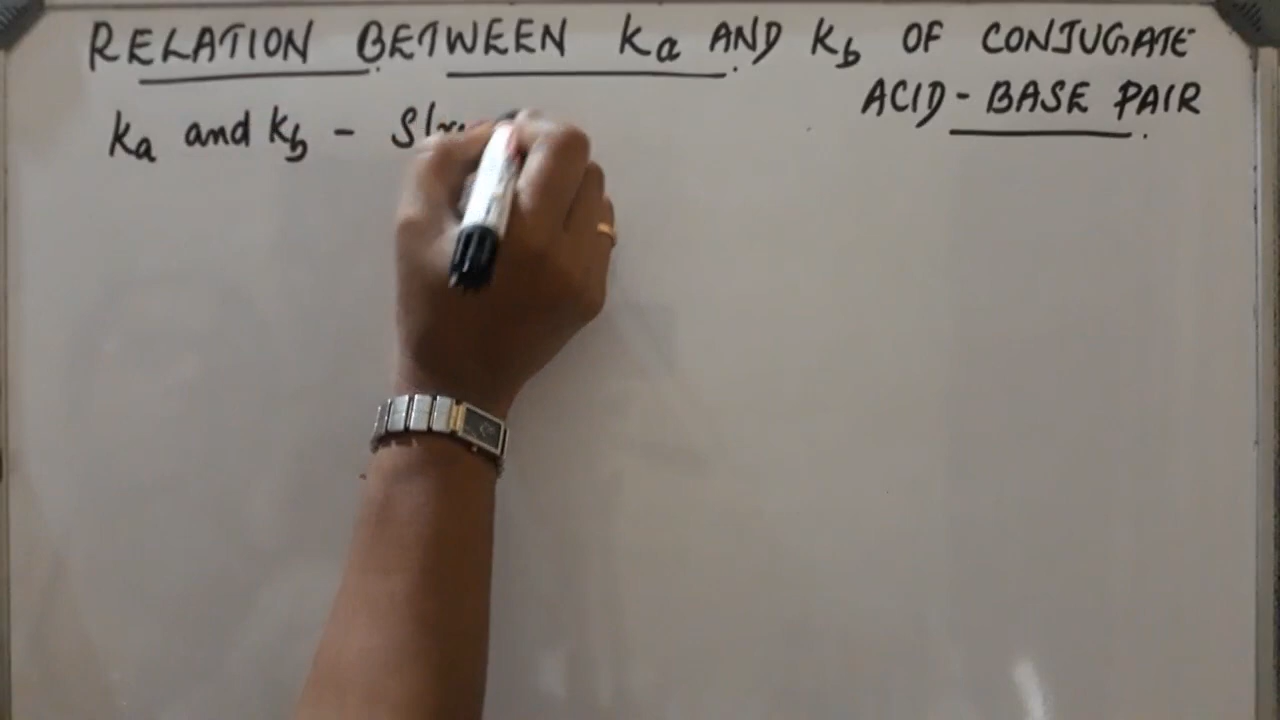 RELATION BETWEEN Ka AND Kb OF CONJUGATE
ACID-BASE PAIR
Ka and Kb -